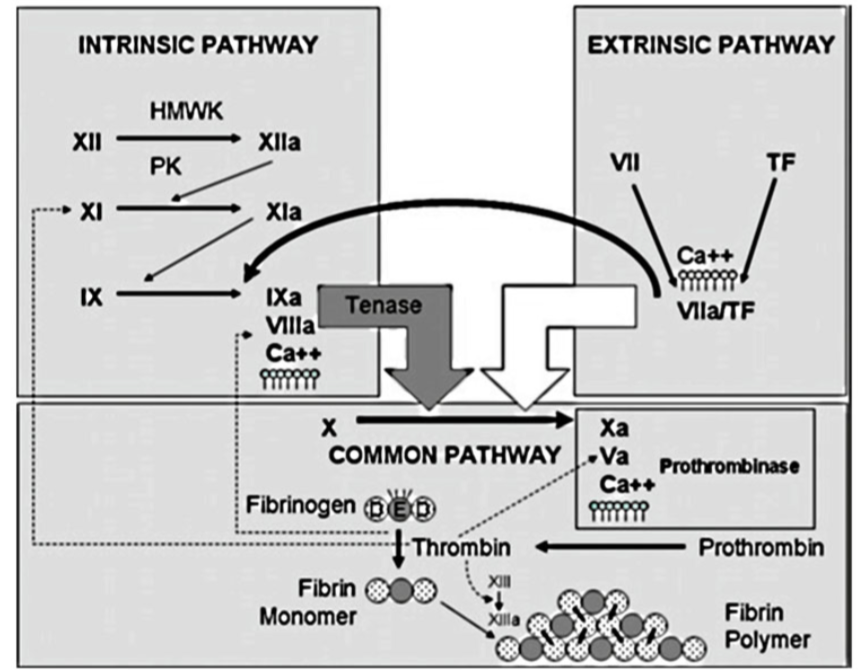 INTRINSIC PATHWAY
HMWK
XII XIIa
PK
XI XIa
IX IXa
VIIIa
Ca++
Tenase
EXTRINSIC PATHWAY
VII TF
Ca++
VIIa/TF
X
COMMON PATHWAY
Xa
Va
Ca++
Prothrombinase
Fibrinogen D E D
Thrombin
Prothrombin
Fibrin
Monomer
XIII
XIIIa
Fibrin
Polymer